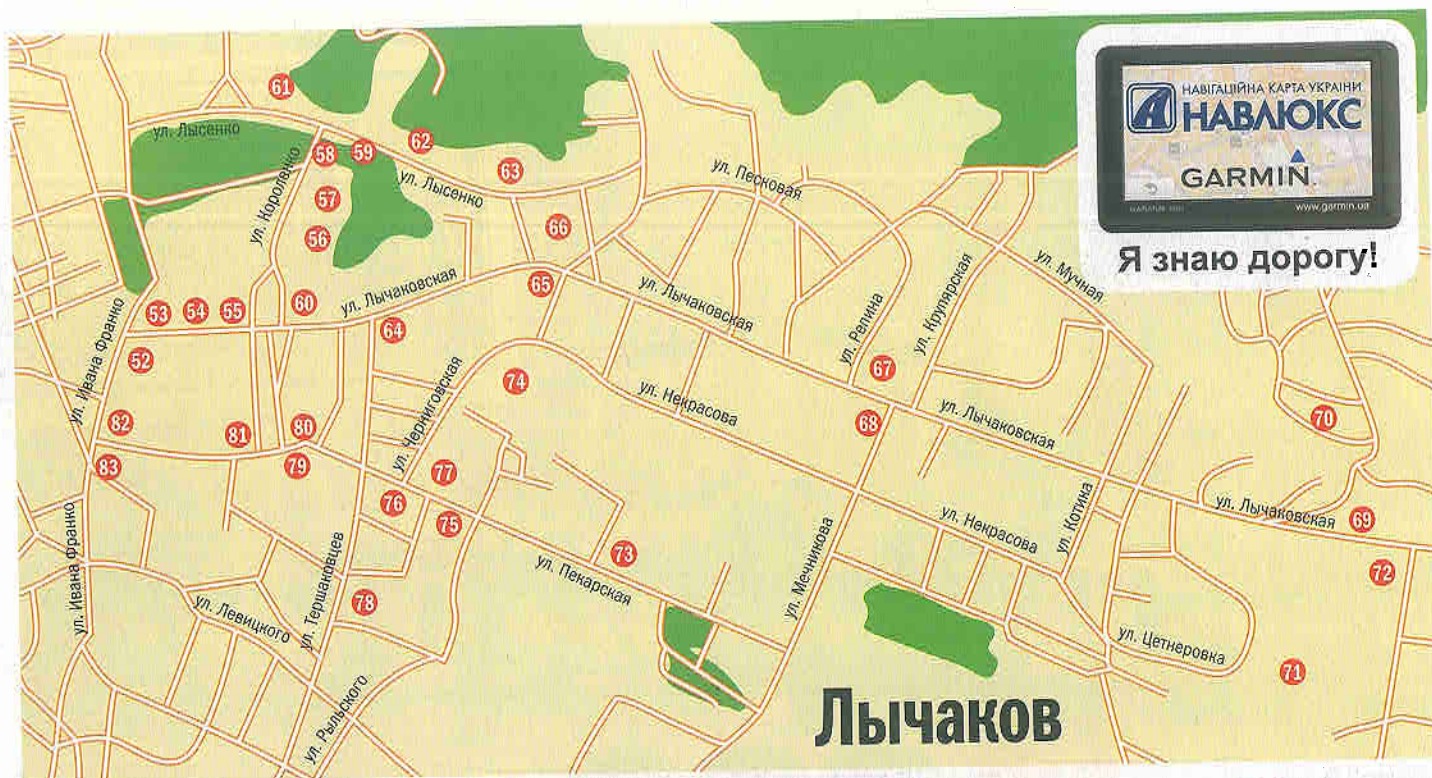 НАВІГАЦІЙНА КАРТА УКРАЇНИ
НАВЛЮКС
GARMIN
www.garmin.ua
Я знаю дорогу!
61
ул. Лысенко
58
59
62
63
ул. Лысенко
ул. Песковая
ул. Короленко
57
56
66
ул. Мучная
65
ул. Лычаковская
ул. Лычаковская
53
54
55
60
64
52
ул. Ивана Франко
ул. Репина
ул. Крупярская
67
74
ул. Черниговская
ул. Некрасова
68
ул. Лычаковская
70
82
81
80
83
79
77
76
75
ул. Ивана Франко
ул. Лычаковская
69
ул. Некрасова
ул. Котика
73
72
ул. Пекарская
ул. Мечникова
78
ул. Тершаковцев
ул. Левицкого
ул. Цетнеровка
71
ул. Рыльского
Лычаков